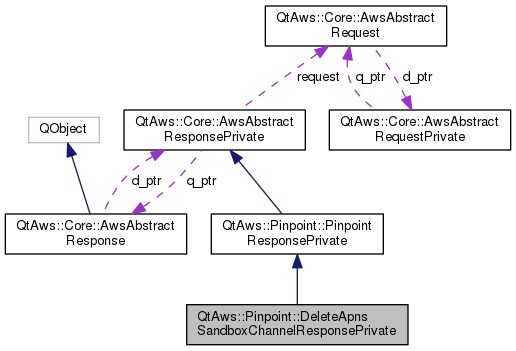 QtAws::Core::AwsAbstract
Request
request
q_ptr
d_ptr
QObject
QtAws::Core::AwsAbstract
ResponsePrivate
QtAws::Core::AwsAbstract
RequestPrivate
d_ptr
q_ptr
QtAws::Core::AwsAbstract
Response
QtAws::Pinpoint::Pinpoint
ResponsePrivate
QtAws::Pinpoint::DeleteApns
SandboxChannelResponsePrivate